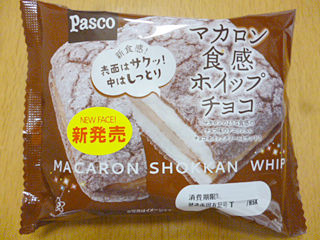 Pasco
新食感!
表面はサクッ!
中はしっとり
マカロン
食感
ホイップ
チョコ
NEW FACE!
新発売
MACARON SHOKKAN WHIP
消費期限